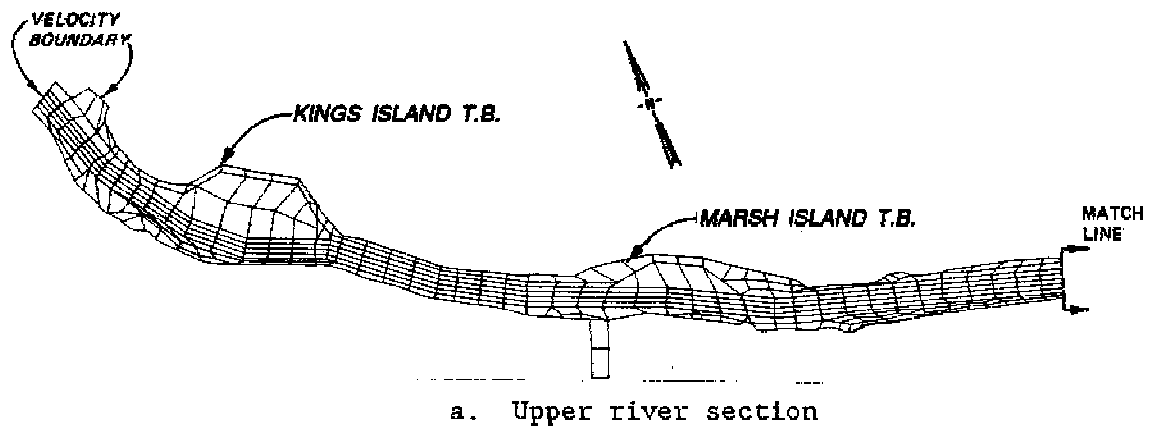 VELOCITY
BOUNDARY
KINGS ISLAND T.B.
N
MARSH ISLAND T.B.
MATCH
LINE
a. Upper river section